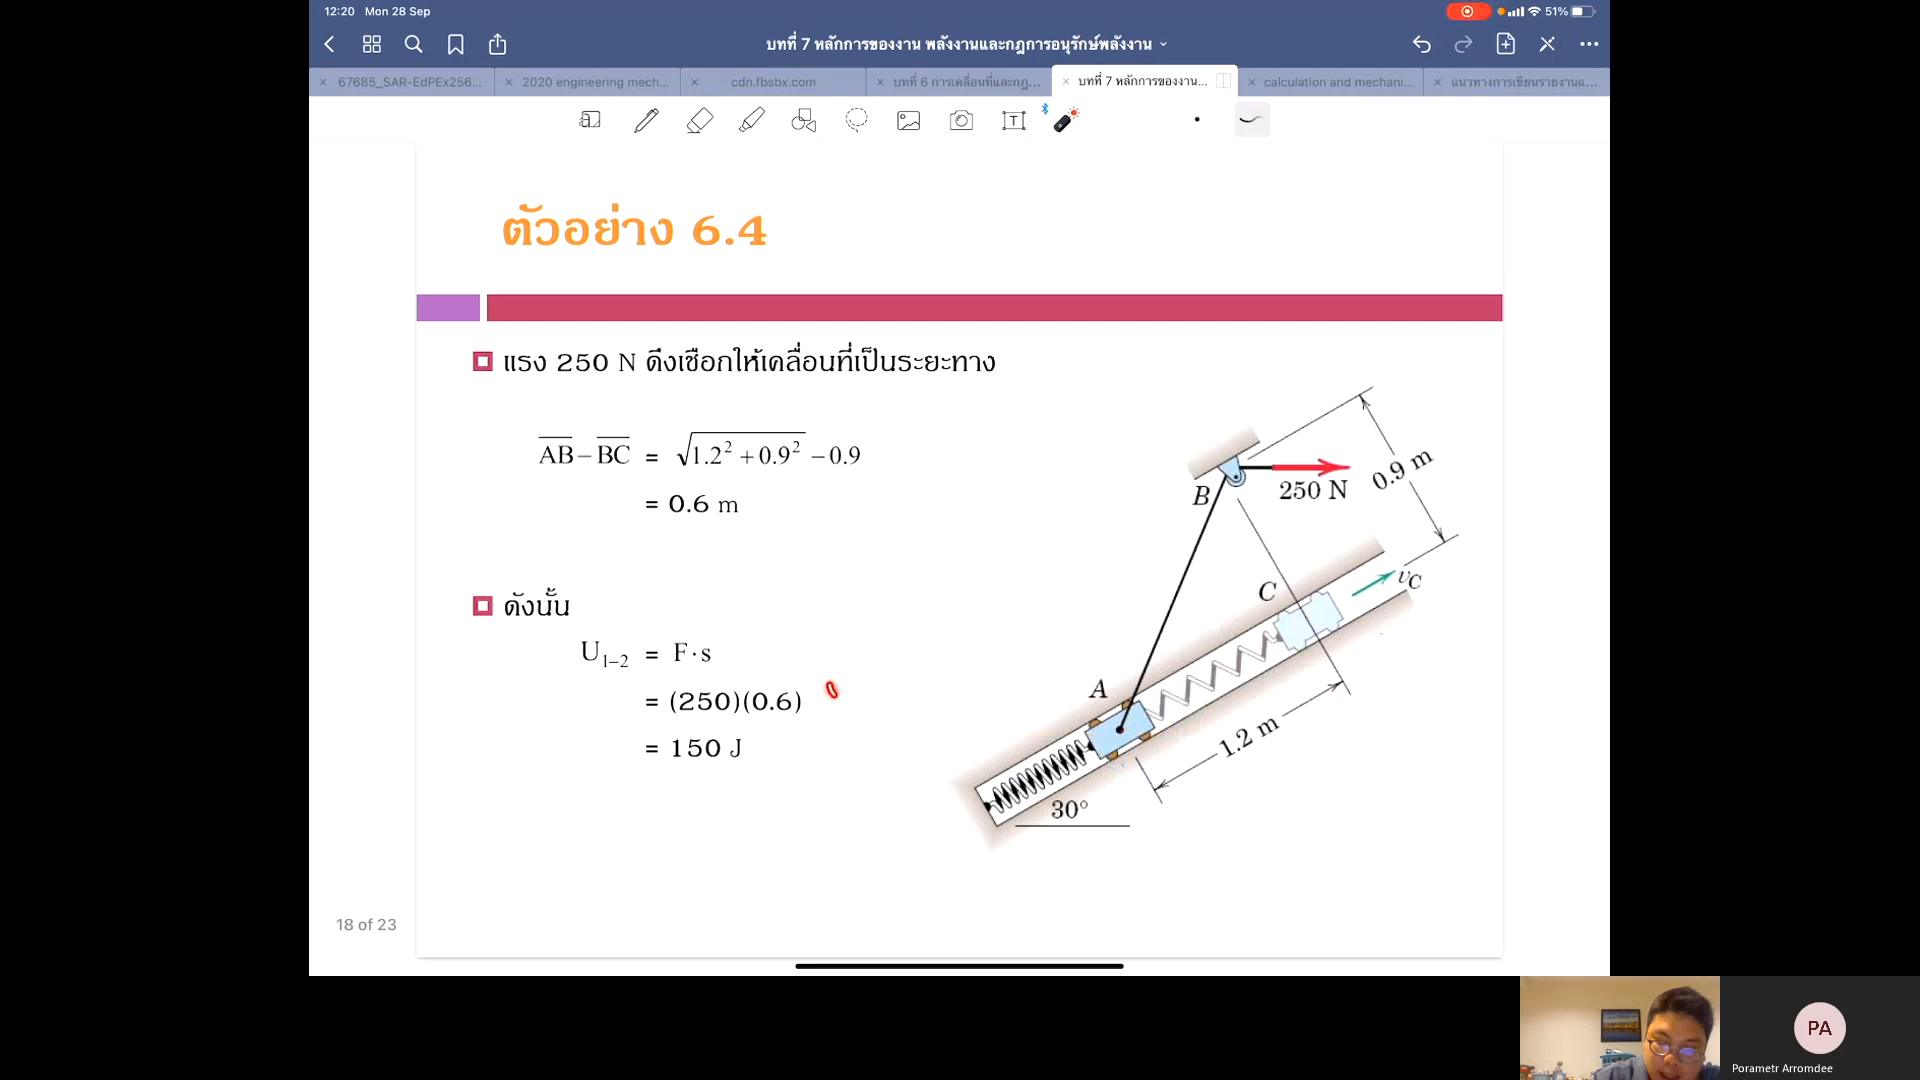 12:20 Mon 28 Sep
51%
บทที่ 7 หลักการของงาน พลังงานและกฎการอนุรักษ์พลังงาน
67685_SAR-EdPEx256...
2020 engineering mech...
cdn.fbsbx.com
บทที่ 6 การเคลื่อนที่และกฎ...
บทที่ 7 หลักการของงาน...
calculation and mechani...
แนวทางการเขียนรายงานแ...
T
ตัวอย่าง 6.4
แรง 250 N ดึงเชือกให้เคลื่อนที่เป็นระยะทาง
AB − BC = √1.2² + 0.9² − 0.9
= 0.6 m
ดังนั้น
U1−2 = F·s
= (250)(0.6)
= 150 J
B
250 N
0.9 m
C
vC
A
1.2 m
30°
18 of 23
PA
Porametr Arromdee